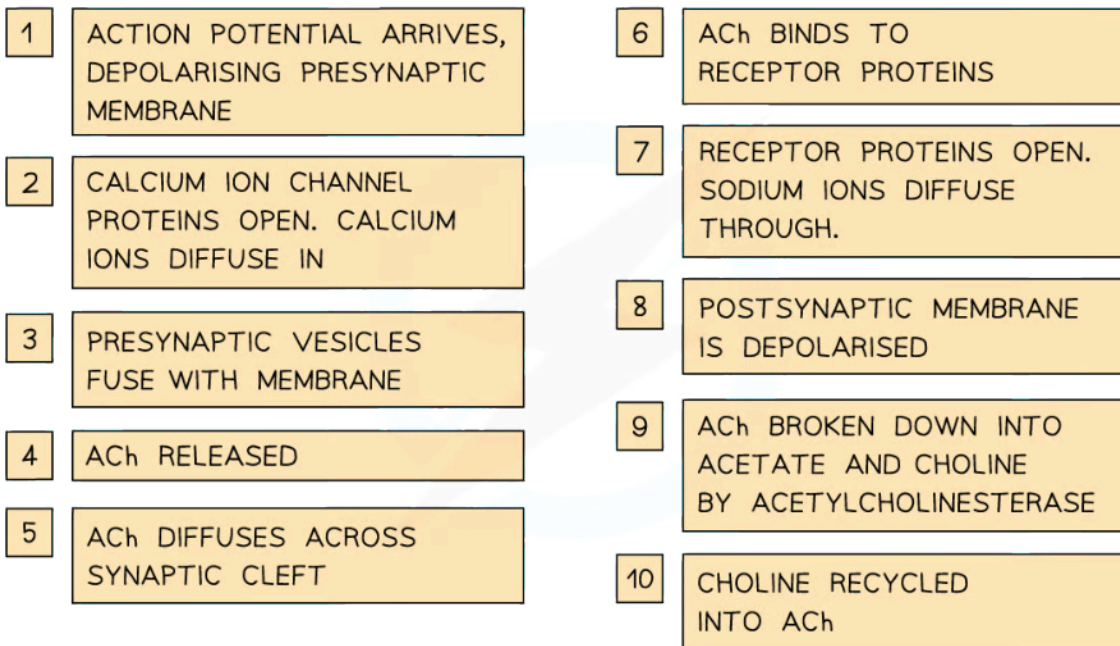 1
ACTION POTENTIAL ARRIVES,
DEPOLARISING PRESYNAPTIC
MEMBRANE
2
CALCIUM ION CHANNEL
PROTEINS OPEN. CALCIUM
IONS DIFFUSE IN
3
PRESYNAPTIC VESICLES
FUSE WITH MEMBRANE
4
ACh RELEASED
5
ACh DIFFUSES ACROSS
SYNAPTIC CLEFT
6
ACh BINDS TO
RECEPTOR PROTEINS
7
RECEPTOR PROTEINS OPEN.
SODIUM IONS DIFFUSE
THROUGH.
8
POSTSYNAPTIC MEMBRANE
IS DEPOLARISED
9
ACh BROKEN DOWN INTO
ACETATE AND CHOLINE
BY ACETYLCHOLINESTERASE
10
CHOLINE RECYCLED
INTO ACh